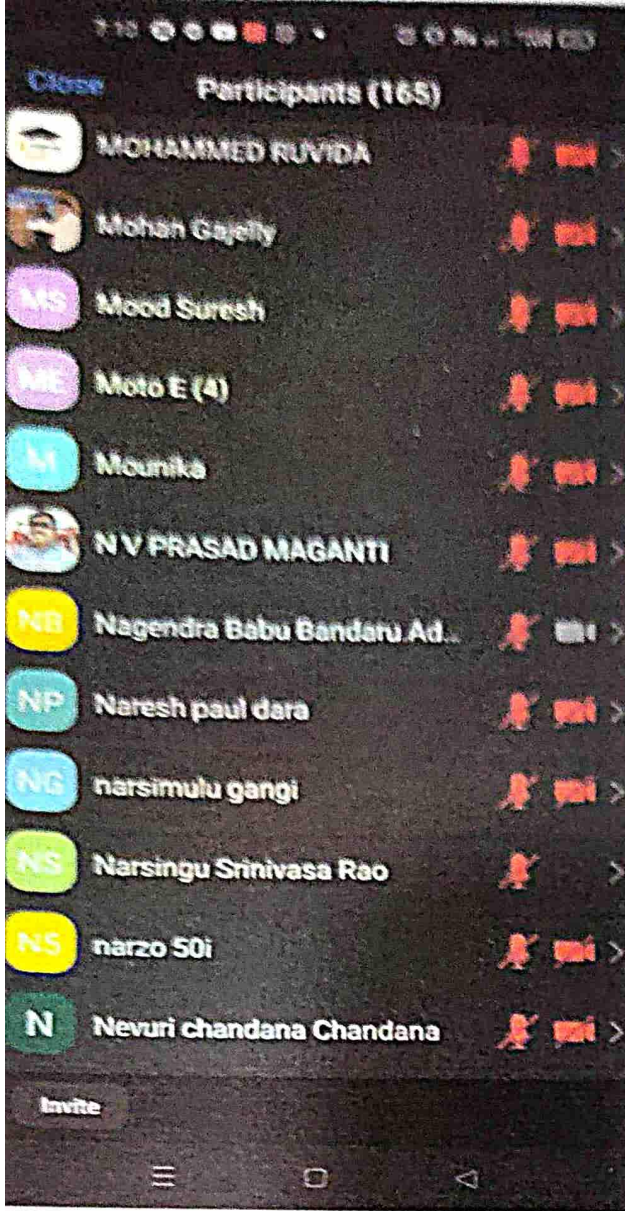 Close Participants (165)
MOHAMMED RUVIDA
Mohan Gajelly
MS Mood Suresh
ME Moto E (4)
M Mounika
N V PRASAD MAGANTI
NB Nagendra Babu Bandaru Ad...
NP Naresh paul dara
NG narsimulu gangi
NS Narsingu Srinivasa Rao
N5 narzo 50i
N Nevuri chandana Chandana
Invite